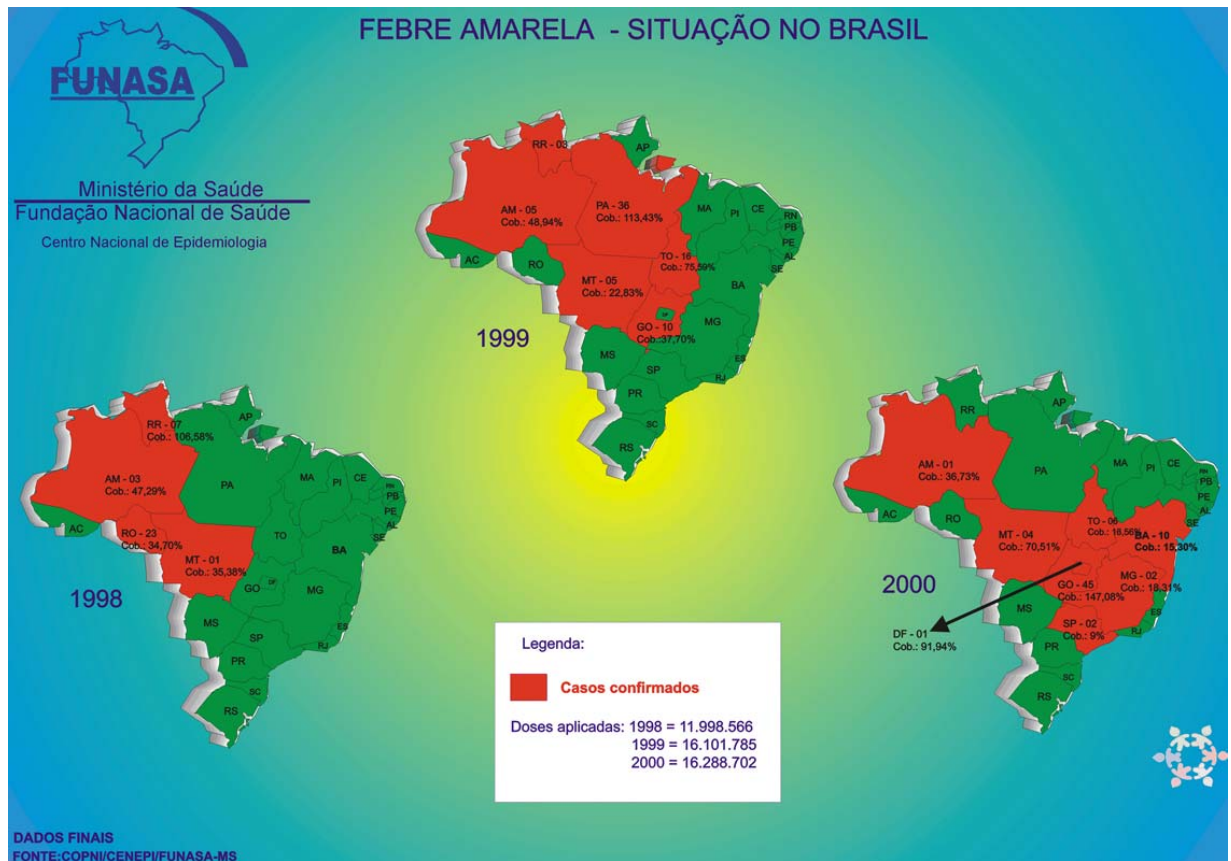 FEBRE AMARELA - SITUAÇÃO NO BRASIL
FUNASA
Ministério da Saúde
Fundação Nacional de Saúde
Centro Nacional de Epidemiologia
RR - 03
AP
AM - 05
Cob.: 48,94%
PA - 36
Cob.: 113,43%
MA
PI
CE
RN
PB
PE
AL
SE
AC
RO
TO - 16
Cob.: 75,59%
MT - 05
Cob.: 22,83%
BA
DF
GO - 10
Cob.:37,70%
MG
ES
MS
SP
RJ
PR
SC
RS
1999
RR - 07
Cob.: 106,58%
AP
AM - 03
Cob.: 47,29%
PA
MA
PI
CE
RN
PB
PE
AL
SE
AC
RO - 23
Cob.: 34,70%
TO
BA
MT - 01
Cob.: 35,38%
GO
DF
MG
ES
MS
SP
RJ
PR
SC
RS
1998
RR
AP
AM - 01
Cob.: 36,73%
PA
MA
PI
CE
RN
PB
PE
AL
SE
AC
RO
TO - 06
Cob.: 18,56%
BA - 10
Cob.: 15,30%
MT - 04
Cob.: 70,51%
GO - 45
Cob.: 147,08%
MG - 02
Cob.: 18,31%
ES
MS
SP - 02
Cob.: 9%
RJ
DF - 01
Cob.: 91,94%
PR
SC
RS
2000
Legenda:
Casos confirmados
Doses aplicadas: 1998 = 11.998.566
1999 = 16.101.785
2000 = 16.288.702
DADOS FINAIS
FONTE:COPNI/CENEPI/FUNASA-MS